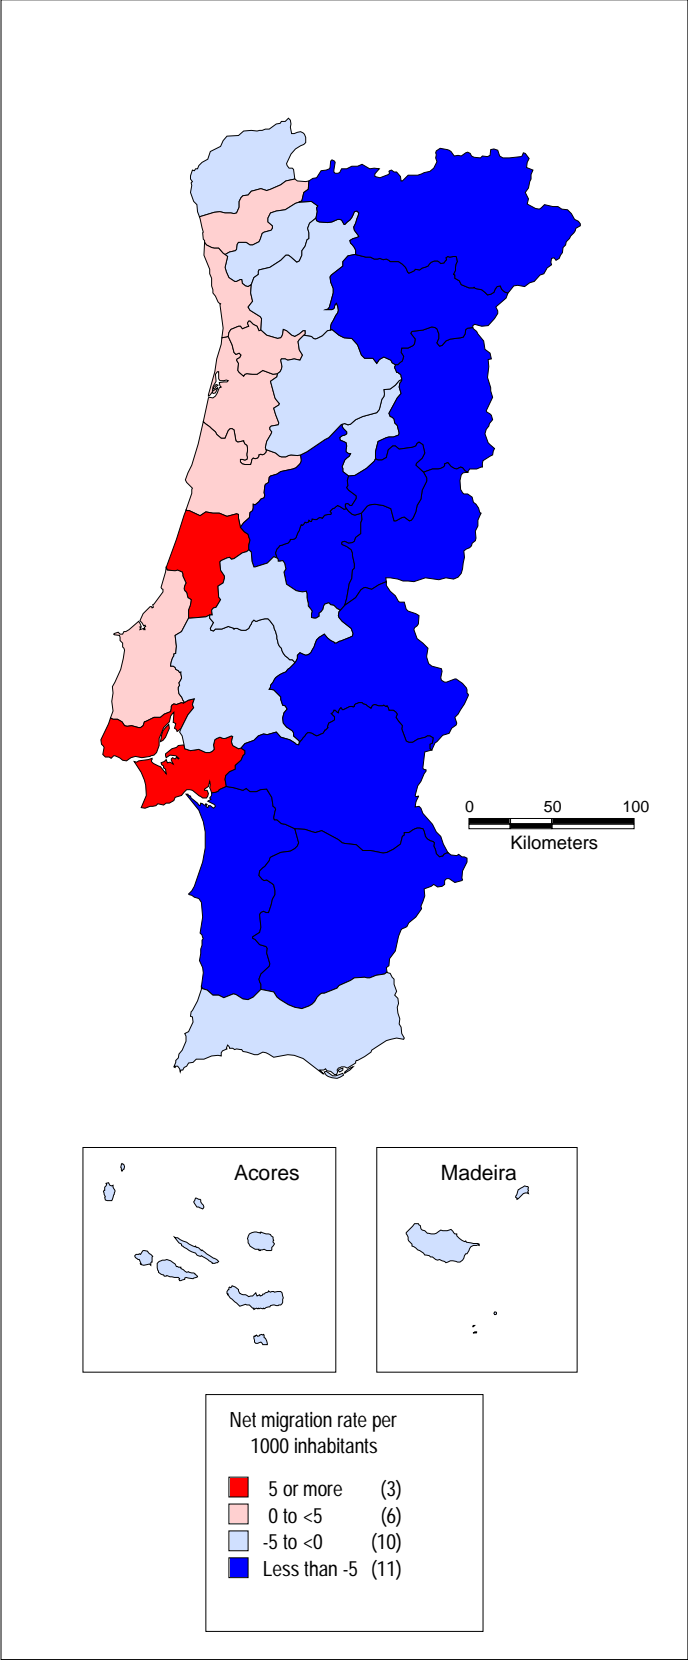 0 50 100
Kilometers
Acores
Madeira
Net migration rate per
1000 inhabitants
5 or more (3)
0 to <5 (6)
-5 to <0 (10)
Less than -5 (11)